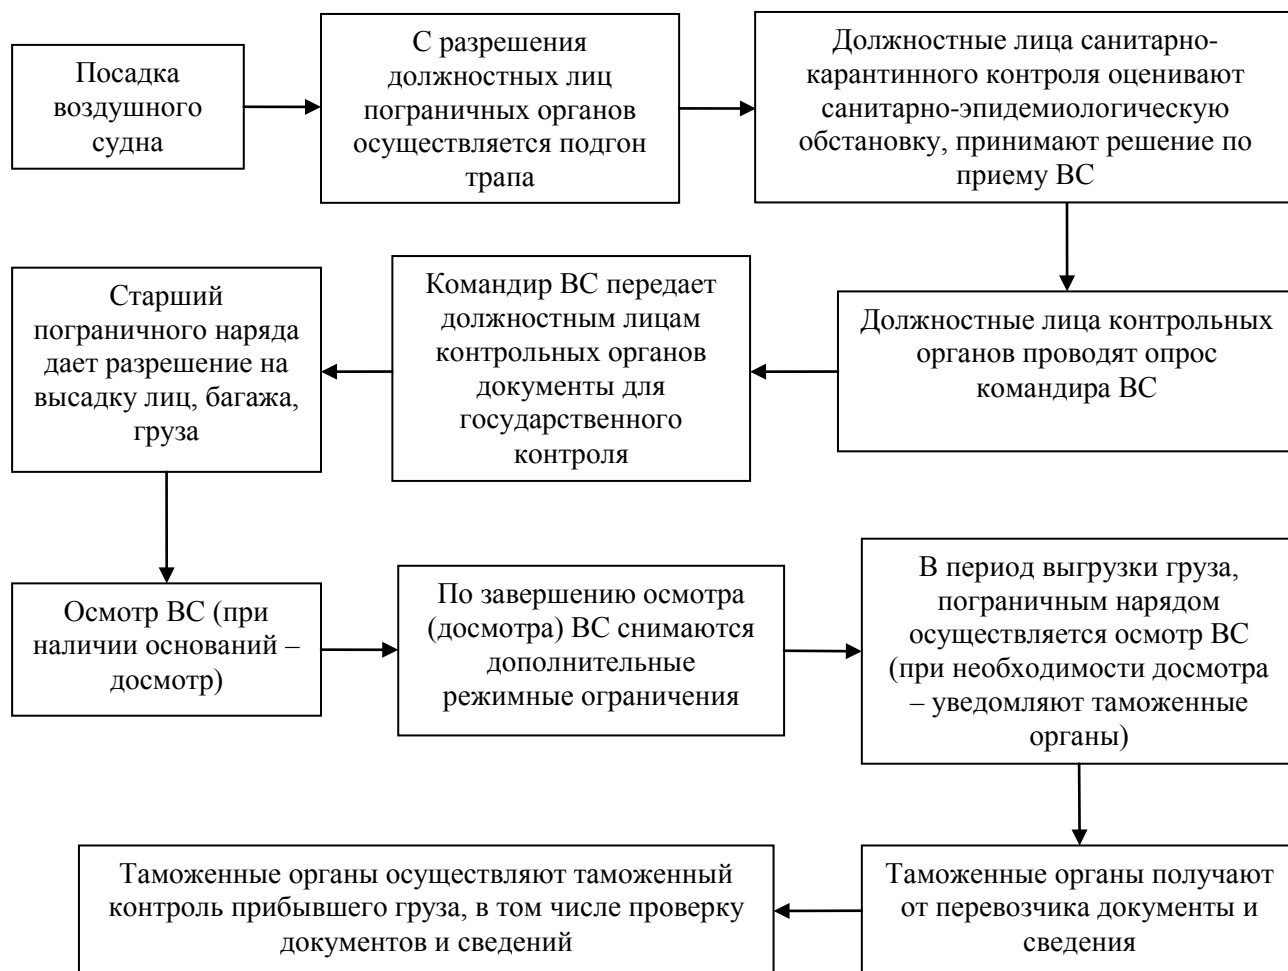 Посадка
воздушного
судна
С разрешения
должностных лиц
пограничных органов
осуществляется подгон
трапа
Должностные лица санитарно-
карантинного контроля оценивают
санитарно-эпидемиологическую
обстановку, принимают решение по
приему ВС
Должностные лица контрольных
органов проводят опрос
командира ВС
Командир ВС передает
должностным лицам
контрольных органов
документы для
государственного
контроля
Старший
пограничного наряда
дает разрешение на
высадку лиц, багажа,
груза
Осмотр ВС (при
наличии оснований –
досмотр)
По завершению осмотра
(досмотра) ВС снимаются
дополнительные
режимные ограничения
В период выгрузки груза,
пограничным нарядом
осуществляется осмотр ВС
(при необходимости досмотра
– уведомляют таможенные
органы)
Таможенные органы получают
от перевозчика документы и
сведения
Таможенные органы осуществляют таможенный
контроль прибывшего груза, в том числе проверку
документов и сведений